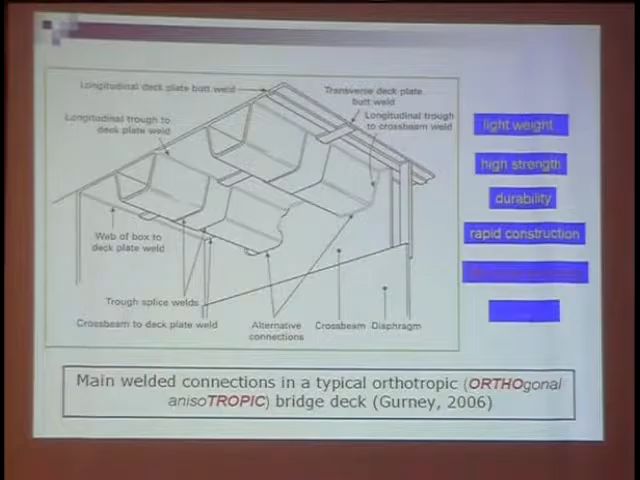 Longitudinal deck plate butt weld
Transverse deck plate
butt weld
Longitudinal trough to
deck plate weld
Longitudinal trough
to crossbeam weld
Web of box to
deck plate weld
Trough splice welds
Crossbeam to deck plate weld
Alternative
connections
Crossbeam
Diaphragm
light weight
high strength
durability
rapid construction
Main welded connections in a typical orthotropic (ORTHOgonal
anisoTROPIC) bridge deck (Gurney, 2006)